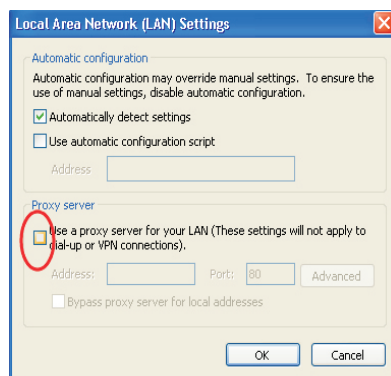 Local Area Network (LAN) Settings
Automatic configuration
Automatic configuration may override manual settings. To ensure the
use of manual settings, disable automatic configuration.
Automatically detect settings
Use automatic configuration script
Address
Proxy server
Use a proxy server for your LAN (These settings will not apply to
dial-up or VPN connections).
Address:
Port: 80
Advanced
Bypass proxy server for local addresses
OK
Cancel